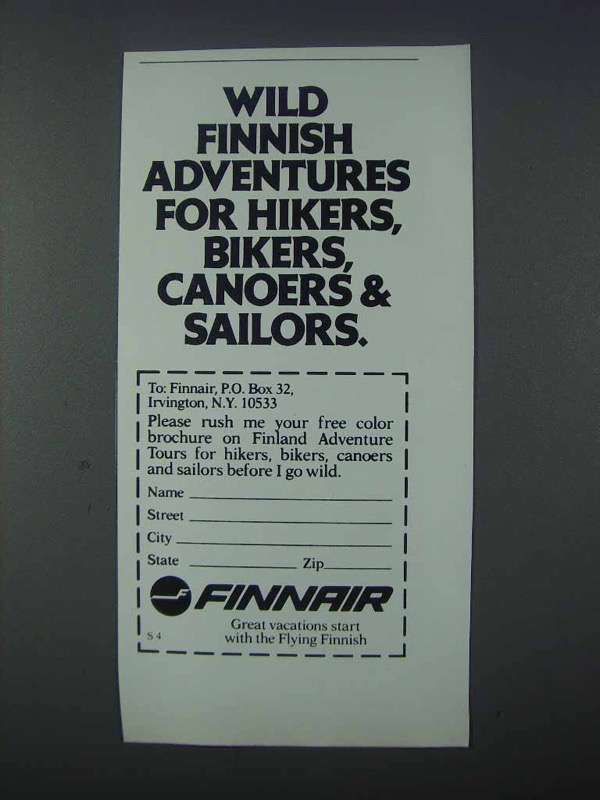 WILD
FINNISH
ADVENTURES
FOR HIKERS,
BIKERS,
CANOERS &
SAILORS.
To: Finnair, P.O. Box 32,
Irvington, N.Y. 10533
Please rush me your free color
brochure on Finland Adventure
Tours for hikers, bikers, canoers
and sailors before I go wild.
Name
Street
City
State Zip
FINNAIR
Great vacations start
with the Flying Finnish
S 4